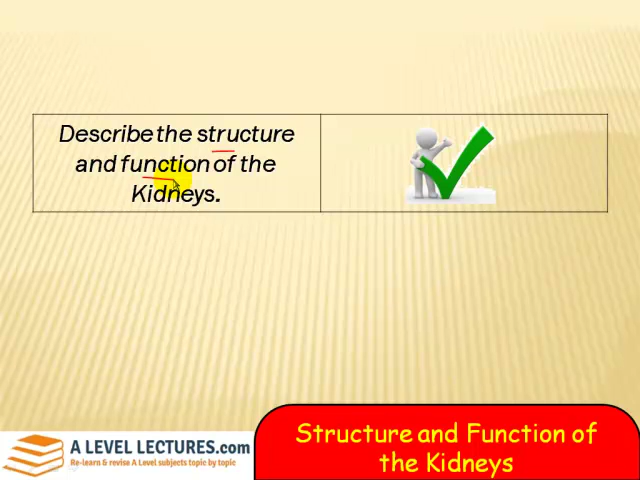 Describe the structure
and function of the
Kidneys.
A LEVEL LECTURES.com
Re-learn & revise A Level subjects topic by topic
Structure and Function of
the Kidneys